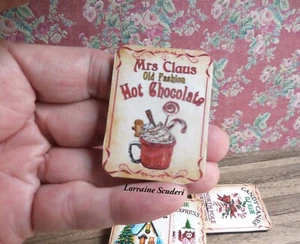 Mrs Claus
Old Fashion
Hot Chocolate
Lorraine Scuderi